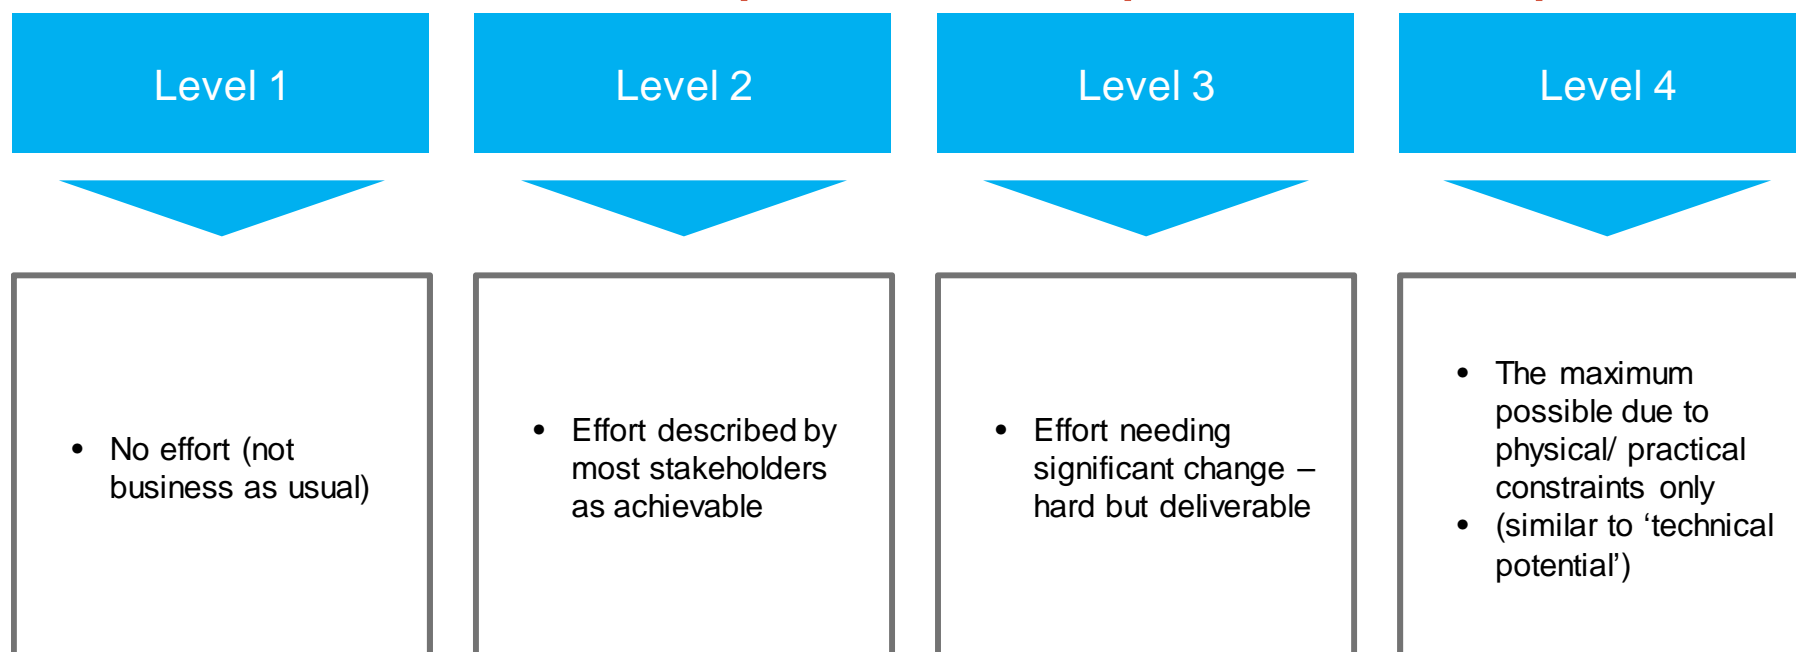 Level 1
Level 2
Level 3
Level 4
• No effort (not
business as usual)
• Effort described by
most stakeholders
as achievable
• Effort needing
significant change –
hard but deliverable
• The maximum
possible due to
physical/ practical
constraints only
• (similar to ‘technical
potential’)